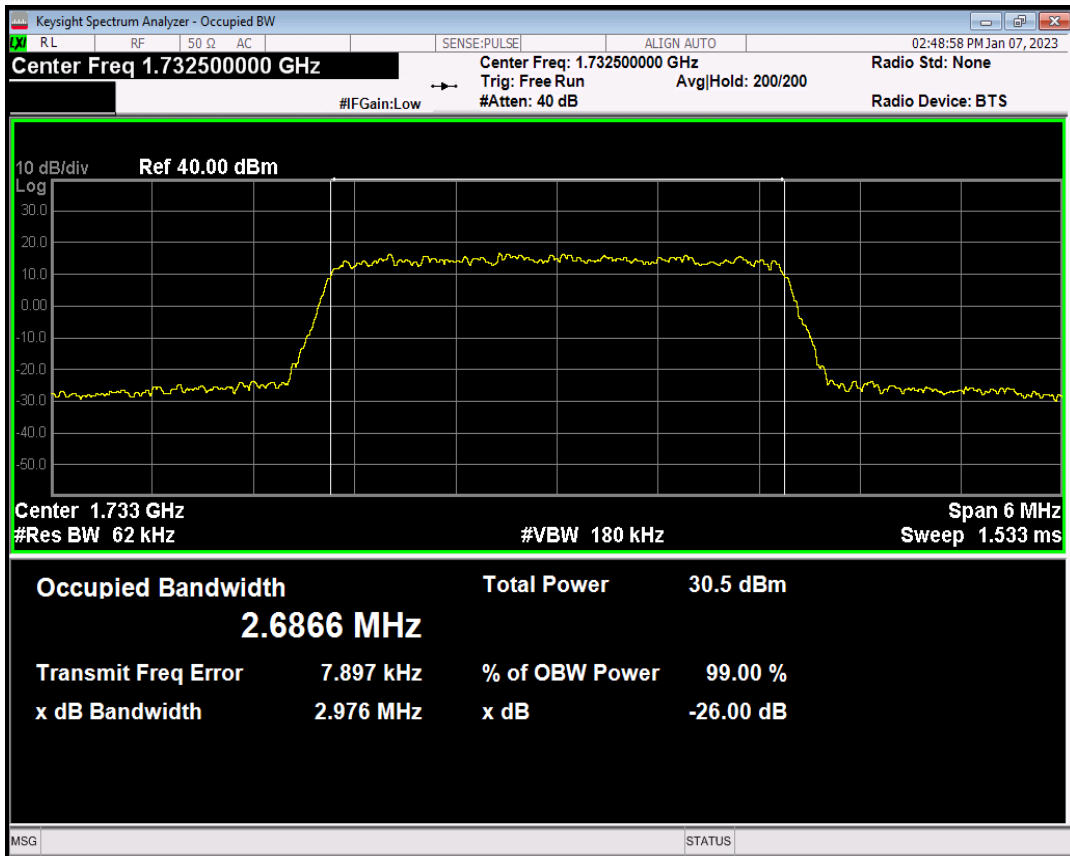 Keysight Spectrum Analyzer - Occupied BW
LXI RL RF 50 Ω AC SENSE:PULSE ALIGN AUTO 02:48:58 PM Jan 07, 2023
Center Freq 1.732500000 GHz Center Freq: 1.732500000 GHz Radio Std: None
Trig: Free Run Avg|Hold: 200/200
#IFGain:Low #Atten: 40 dB Radio Device: BTS
10 dB/div Ref 40.00 dBm
Log
30.0
20.0
10.0
0.00
-10.0
-20.0
-30.0
-40.0
-50.0
Center 1.733 GHz Span 6 MHz
#Res BW 62 kHz #VBW 180 kHz Sweep 1.533 ms
Occupied Bandwidth Total Power 30.5 dBm
2.6866 MHz
Transmit Freq Error 7.897 kHz % of OBW Power 99.00 %
x dB Bandwidth 2.976 MHz x dB -26.00 dB
MSG STATUS